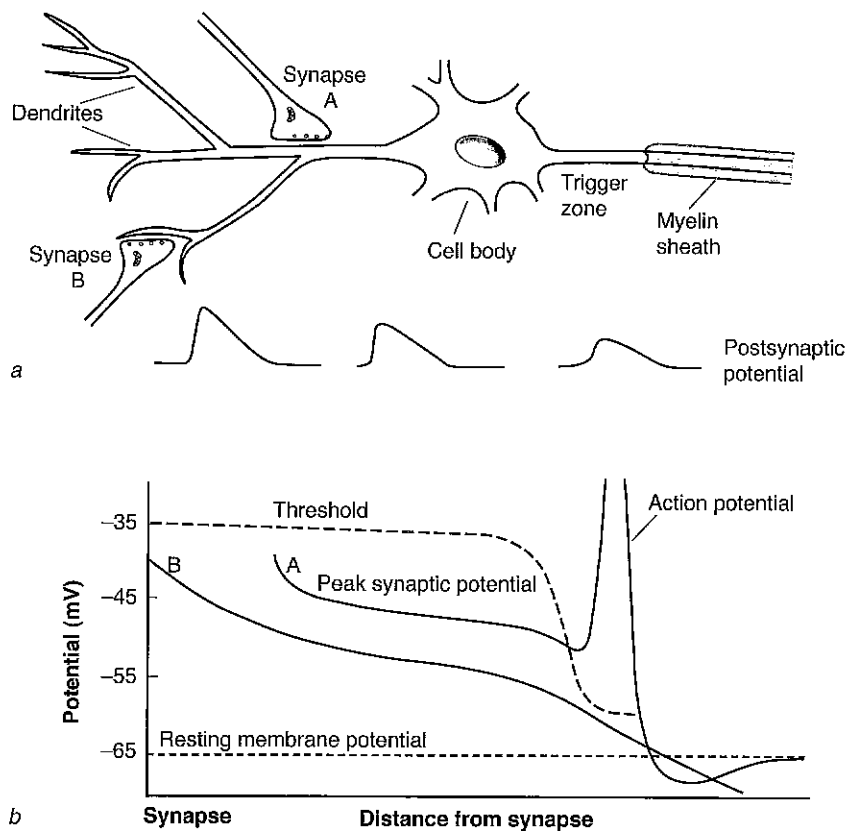 Synapse
A
Dendrites
Trigger
zone
Myelin
sheath
Cell body
Synapse
B
Postsynaptic
potential
a
Threshold
Action potential
−35
B
A
Peak synaptic potential
−45
Potential (mV)
−55
Resting membrane potential
−65
b
Synapse
Distance from synapse